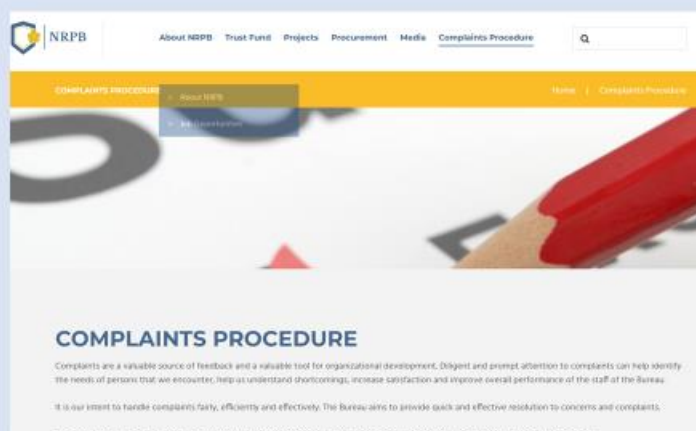 NRPB
About NRPB Trust Fund Projects Procurement Media Complaints Procedure
COMPLAINTS PROCEDURE
Home | Complaints Procedure
> About NRPB
> Job Opportunities
COMPLAINTS PROCEDURE
Complaints are a valuable source of feedback and a valuable tool for organizational development. Diligent and prompt attention to complaints can help identify
the needs of persons that we encounter, help us understand shortcomings, increase satisfaction and improve overall performance of the staff of the Bureau.
It is our intent to handle complaints fairly, efficiently and effectively. The Bureau aims to provide quick and effective resolution to concerns and complaints.